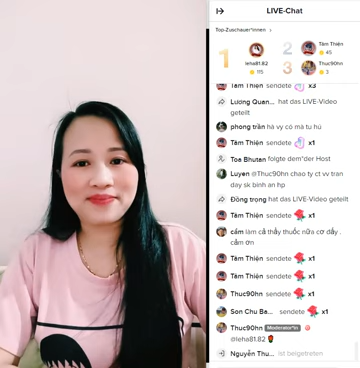 LIVE-Chat
Top-Zuschauer*innen >
1
leha81.82
115
2
Tâm Thiện
45
3
Thuc90hn
3
Tâm Thiện sendete x3
Lương Quan... hat das LIVE-Video
geteilt
phong trần hà vy có mà tu hú
Tâm Thiện sendete x1
Toa Bhutan folgte dem*der Host
Luyen @Thuc90hn chao ty ct vv tran
day sk binh an hp
Đông trọng hat das LIVE-Video geteilt
Tâm Thiện sendete x1
cẩm làm cả thầy thuốc nữa cơ đấy .
cảm ơn
Tâm Thiện sendete x1
Tâm Thiện sendete x1
Thuc90hn sendete x1
Son Chu Ba... sendete x1
Thuc90hn Moderator*in
@leha81.82
Nguyễn Thu... ist beigetreten